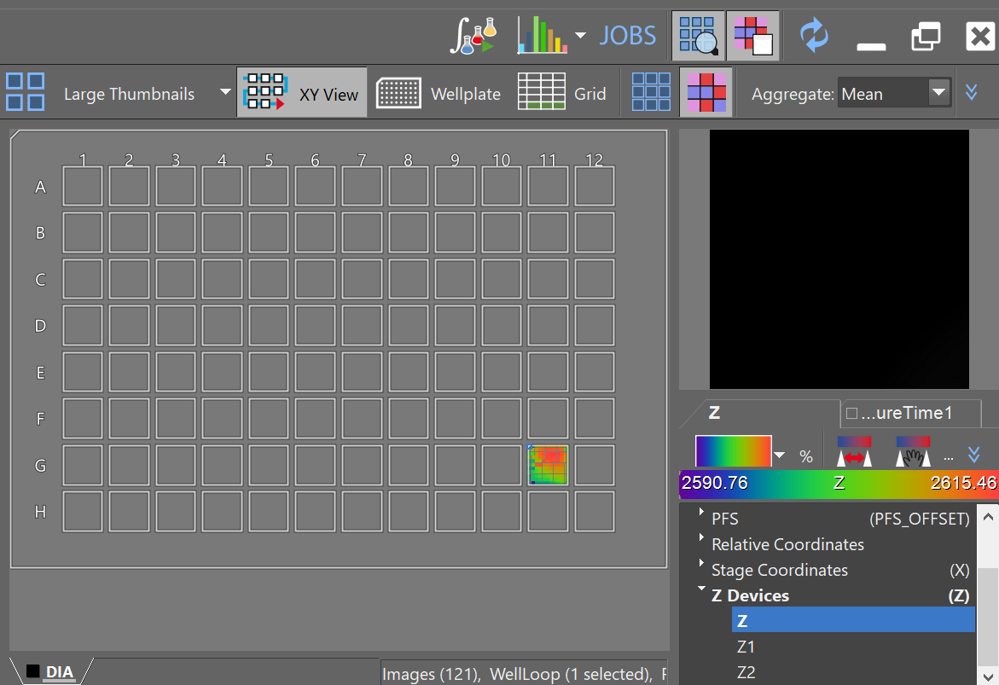 JOBS
Large Thumbnails XY View Wellplate Grid Aggregate: Mean
1 2 3 4 5 6 7 8 9 10 11 12
A
B
C
D
E
F
G
H
Z ...ureTime1
% ...
2590.76 Z 2615.46
PFS (PFS_OFFSET)
Relative Coordinates
Stage Coordinates (X)
Z Devices (Z)
Z
Z1
Z2
DIA Images (121), WellLoop (1 selected),